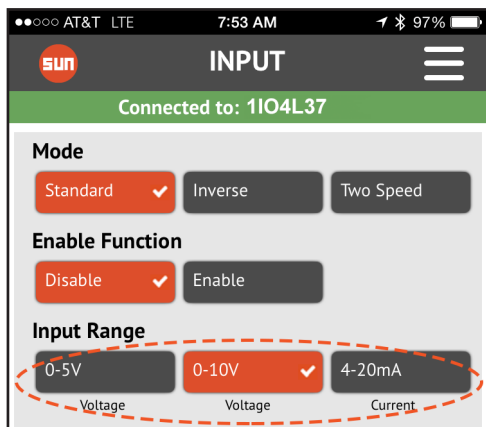 AT&T LTE 7:53 AM 97%
sun INPUT
Connected to: 1IO4L37
Mode
Standard Inverse Two Speed
Enable Function
Disable Enable
Input Range
0-5V 0-10V 4-20mA
Voltage Voltage Current